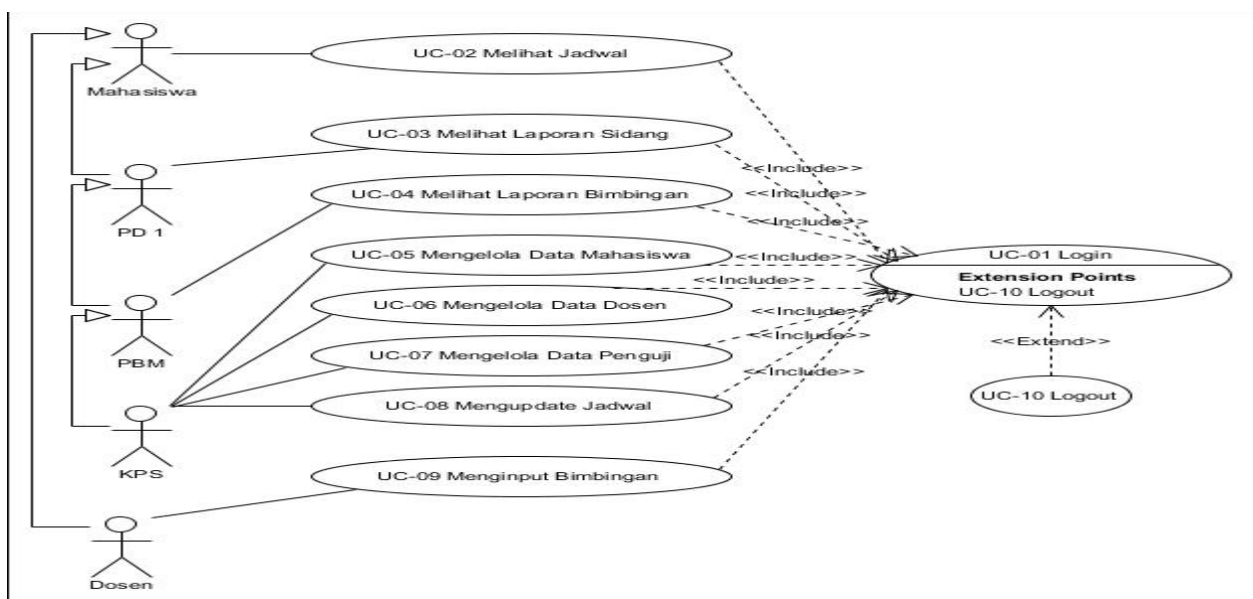 Mahasiswa
PD 1
PBM
KPS
Dosen
UC-02 Melihat Jadwal
UC-03 Melihat Laporan Sidang
UC-04 Melihat Laporan Bimbingan
UC-05 Mengelola Data Mahasiswa
UC-06 Mengelola Data Dosen
UC-07 Mengelola Data Penguji
UC-08 Mengupdate Jadwal
UC-09 Menginput Bimbingan
<<Include>>
<<Include>>
<<Include>>
<<Include>>
<<Include>>
<<Include>>
<<Include>>
<<Include>>
UC-01 Login
Extension Points
UC-10 Logout
<<Extend>>
UC-10 Logout